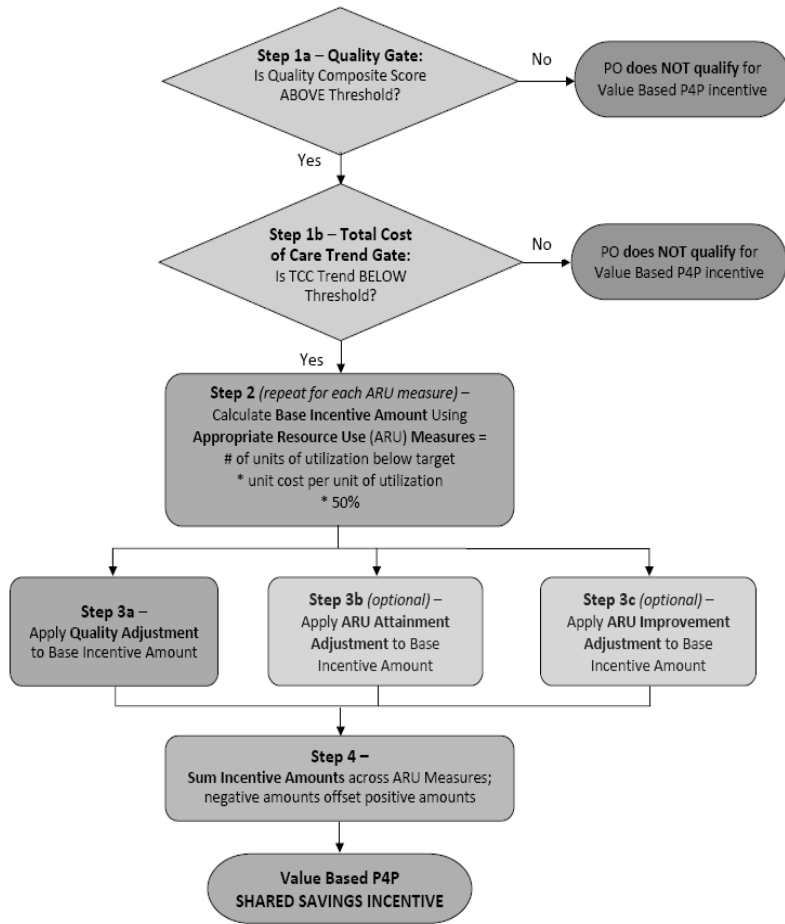 Step 1a – Quality Gate:
Is Quality Composite Score
ABOVE Threshold?
No
PO does NOT qualify for
Value Based P4P incentive
Yes
Step 1b – Total Cost
of Care Trend Gate:
Is TCC Trend BELOW
Threshold?
No
PO does NOT qualify for
Value Based P4P incentive
Yes
Step 2 (repeat for each ARU measure) –
Calculate Base Incentive Amount Using
Appropriate Resource Use (ARU) Measures =
# of units of utilization below target
* unit cost per unit of utilization
* 50%
Step 3a –
Apply Quality Adjustment
to Base Incentive Amount
Step 3b (optional) –
Apply ARU Attainment
Adjustment to Base
Incentive Amount
Step 3c (optional) –
Apply ARU Improvement
Adjustment to Base
Incentive Amount
Step 4 –
Sum Incentive Amounts across ARU Measures;
negative amounts offset positive amounts
Value Based P4P
SHARED SAVINGS INCENTIVE